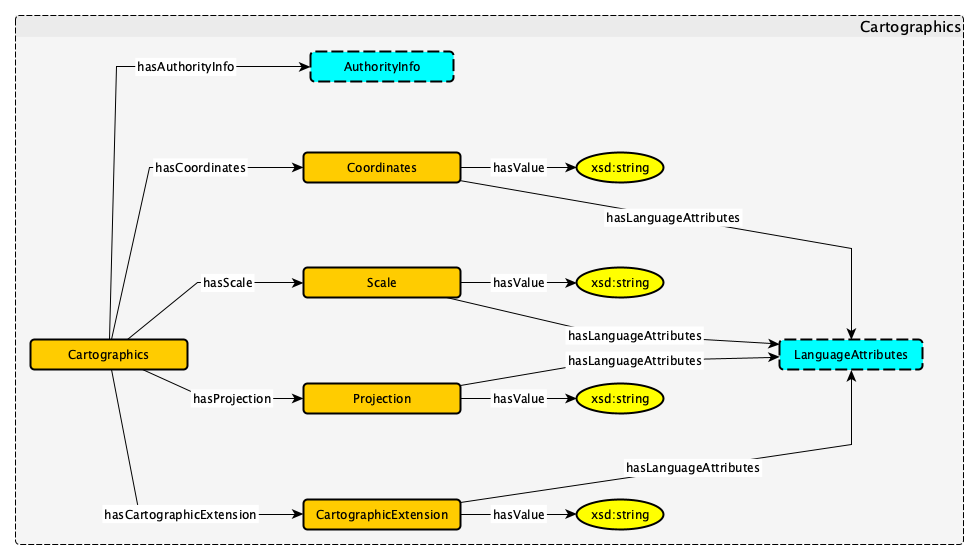 Cartographics
hasAuthorityInfo
AuthorityInfo
hasCoordinates
Coordinates
hasValue
xsd:string
hasLanguageAttributes
hasScale
Scale
hasValue
xsd:string
hasLanguageAttributes
Cartographics
LanguageAttributes
hasLanguageAttributes
hasProjection
Projection
hasValue
xsd:string
hasLanguageAttributes
hasCartographicExtension
CartographicExtension
hasValue
xsd:string